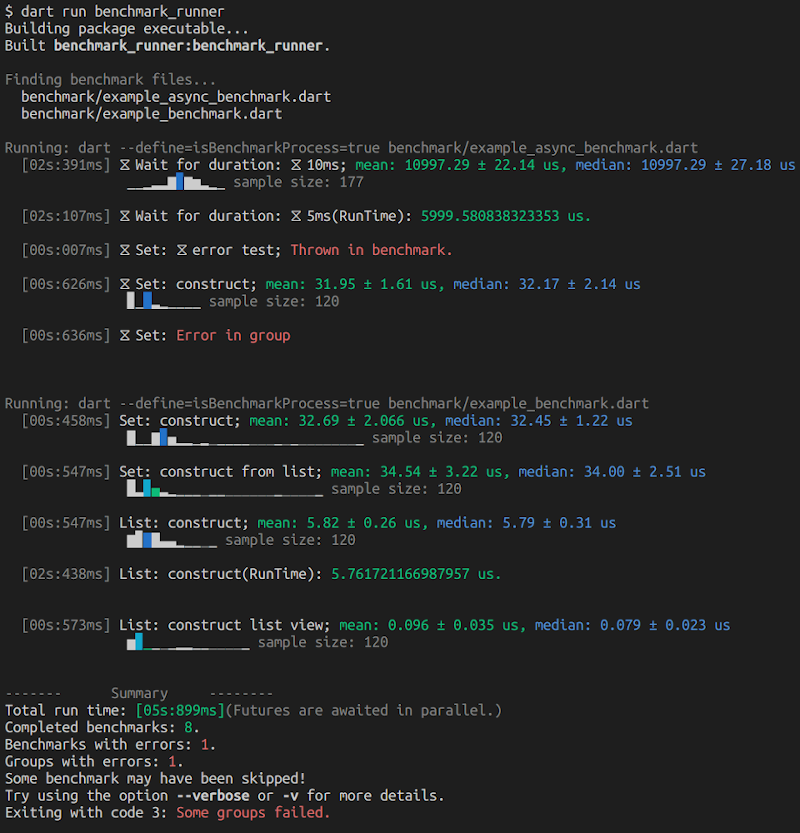 $ dart run benchmark_runner
Building package executable...
Built benchmark_runner:benchmark_runner.
Finding benchmark files...
benchmark/example_async_benchmark.dart
benchmark/example_benchmark.dart
Running: dart --define=isBenchmarkProcess=true benchmark/example_async_benchmark.dart
[02s:391ms] ⧖ Wait for duration: ⧖ 10ms; mean: 10997.29 ± 22.14 us, median: 10997.29 ± 27.18 us
sample size: 177
[02s:107ms] ⧖ Wait for duration: ⧖ 5ms(RunTime): 5999.580838323353 us.
[00s:007ms] ⧖ Set: ⧖ error test; Thrown in benchmark.
[00s:626ms] ⧖ Set: construct; mean: 31.95 ± 1.61 us, median: 32.17 ± 2.14 us
sample size: 120
[00s:636ms] ⧖ Set: Error in group
Running: dart --define=isBenchmarkProcess=true benchmark/example_benchmark.dart
[00s:458ms] Set: construct; mean: 32.69 ± 2.066 us, median: 32.45 ± 1.22 us
sample size: 120
[00s:547ms] Set: construct from list; mean: 34.54 ± 3.22 us, median: 34.00 ± 2.51 us
sample size: 120
[00s:547ms] List: construct; mean: 5.82 ± 0.26 us, median: 5.79 ± 0.31 us
sample size: 120
[02s:438ms] List: construct(RunTime): 5.761721166987957 us.
[00s:573ms] List: construct list view; mean: 0.096 ± 0.035 us, median: 0.079 ± 0.023 us
sample size: 120
------- Summary --------
Total run time: [05s:899ms](Futures are awaited in parallel.)
Completed benchmarks: 8.
Benchmarks with errors: 1.
Groups with errors: 1.
Some benchmark may have been skipped!
Try using the option --verbose or -v for more details.
Exiting with code 3: Some groups failed.